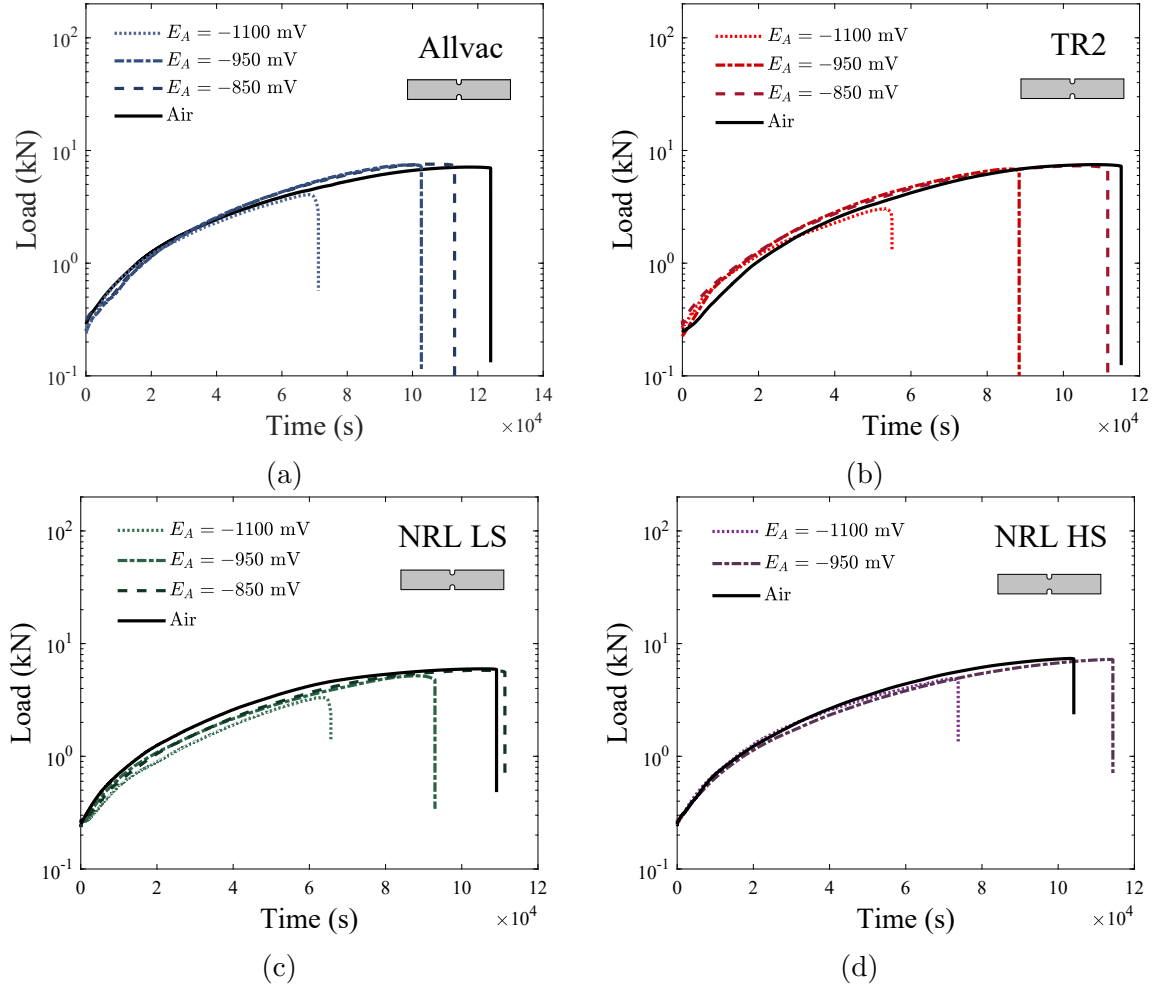 Allvac
E_A = −1100 mV
E_A = −950 mV
E_A = −850 mV
Air
Load (kN)
10^2
10^1
10^0
10^-1
0 2 4 6 8 10 12 14
Time (s)
×10^4
(a)
TR2
E_A = −1100 mV
E_A = −950 mV
E_A = −850 mV
Air
Load (kN)
10^2
10^1
10^0
10^-1
0 2 4 6 8 10 12
Time (s)
×10^4
(b)
NRL LS
E_A = −1100 mV
E_A = −950 mV
E_A = −850 mV
Air
Load (kN)
10^2
10^1
10^0
10^-1
0 2 4 6 8 10 12
Time (s)
×10^4
(c)
NRL HS
E_A = −1100 mV
E_A = −950 mV
Air
Load (kN)
10^2
10^1
10^0
10^-1
0 2 4 6 8 10 12
Time (s)
×10^4
(d)